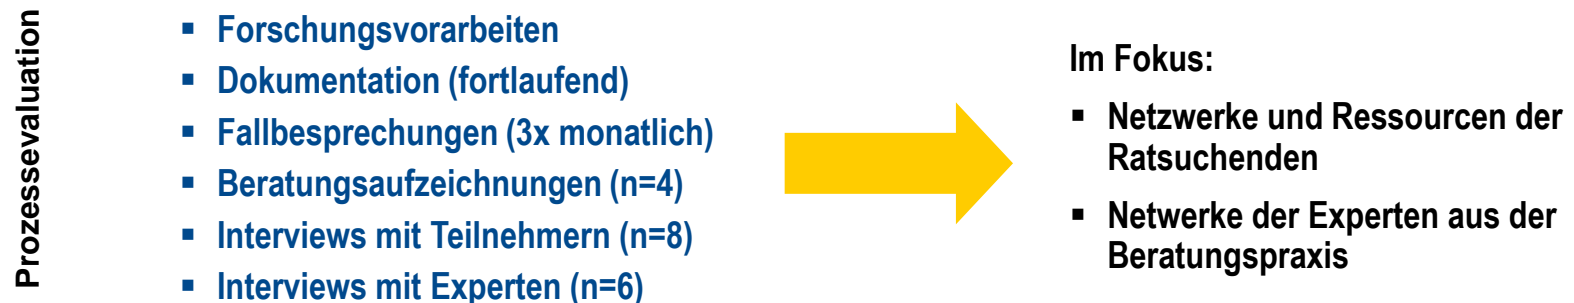 Prozessevaluation
▪ Forschungsvorarbeiten
▪ Dokumentation (fortlaufend)
▪ Fallbesprechungen (3x monatlich)
▪ Beratungsaufzeichnungen (n=4)
▪ Interviews mit Teilnehmern (n=8)
▪ Interviews mit Experten (n=6)
Im Fokus:
▪ Netzwerke und Ressourcen der
Ratsuchenden
▪ Netwerke der Experten aus der
Beratungspraxis